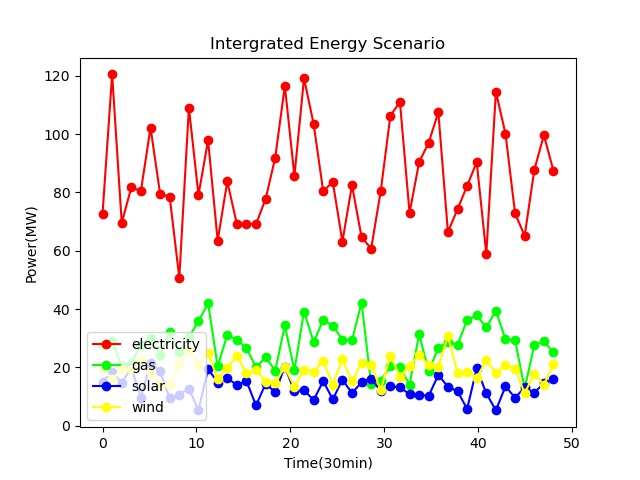 Intergrated Energy Scenario
Power(MW)
120
100
80
60
40
20
0
electricity
gas
solar
wind
0 10 20 30 40 50
Time(30min)